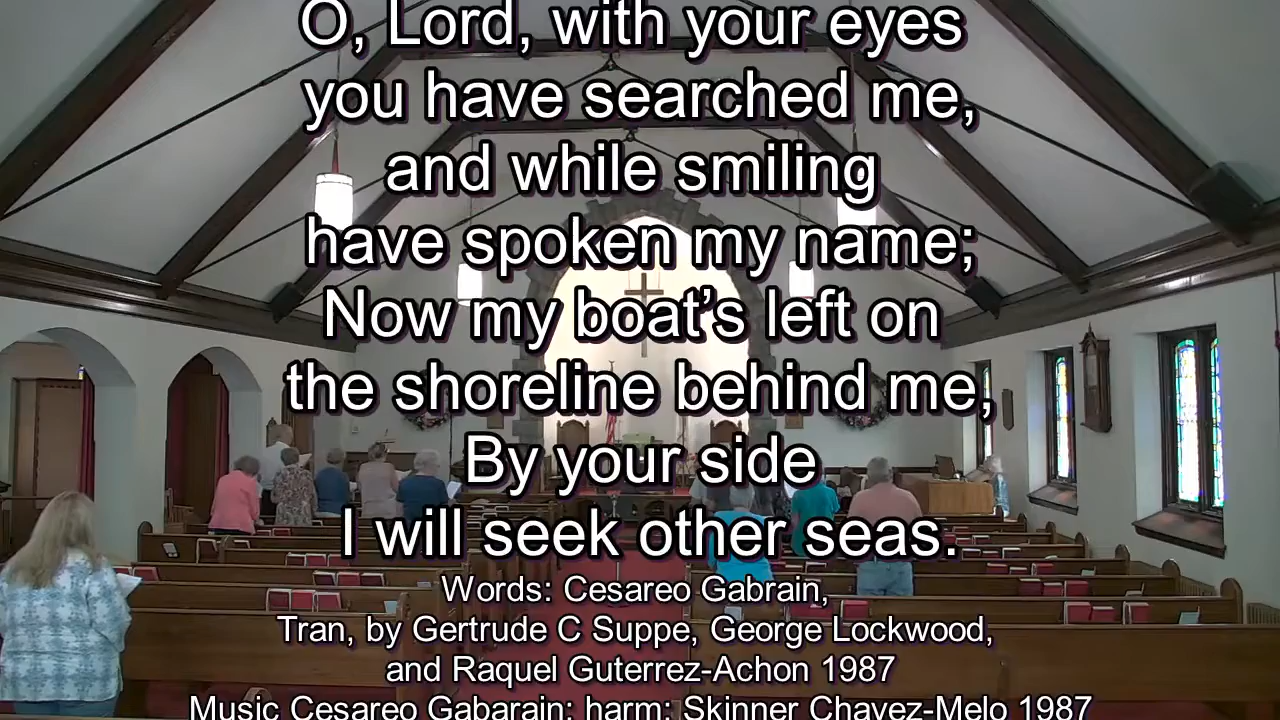 O, Lord, with your eyes
you have searched me,
and while smiling
have spoken my name;
Now my boat’s left on
the shoreline behind me,
By your side
I will seek other seas.
Words: Cesareo Gabrain,
Tran, by Gertrude C Suppe, George Lockwood,
and Raquel Guterrez-Achon 1987
Music Cesareo Gabarain; harm: Skinner Chavez-Melo 1987